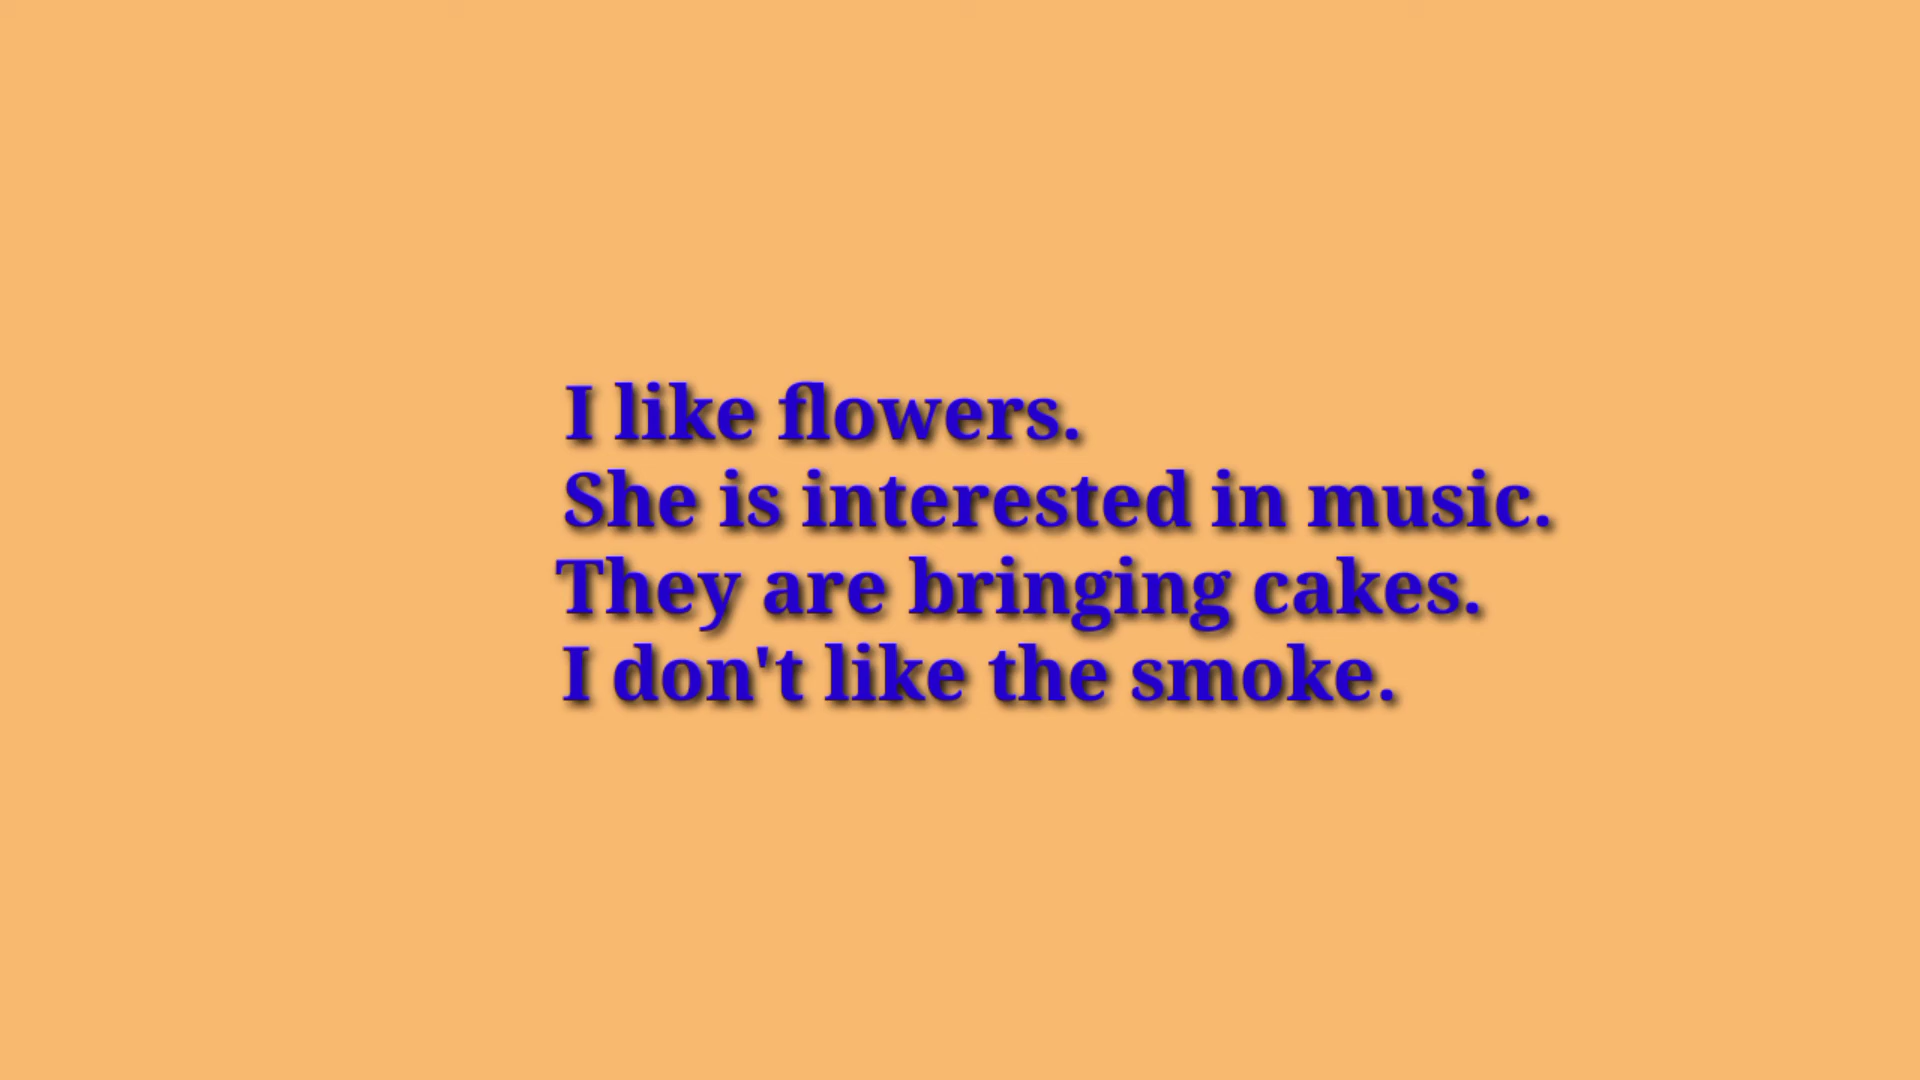 I like flowers.
She is interested in music.
They are bringing cakes.
I don't like the smoke.